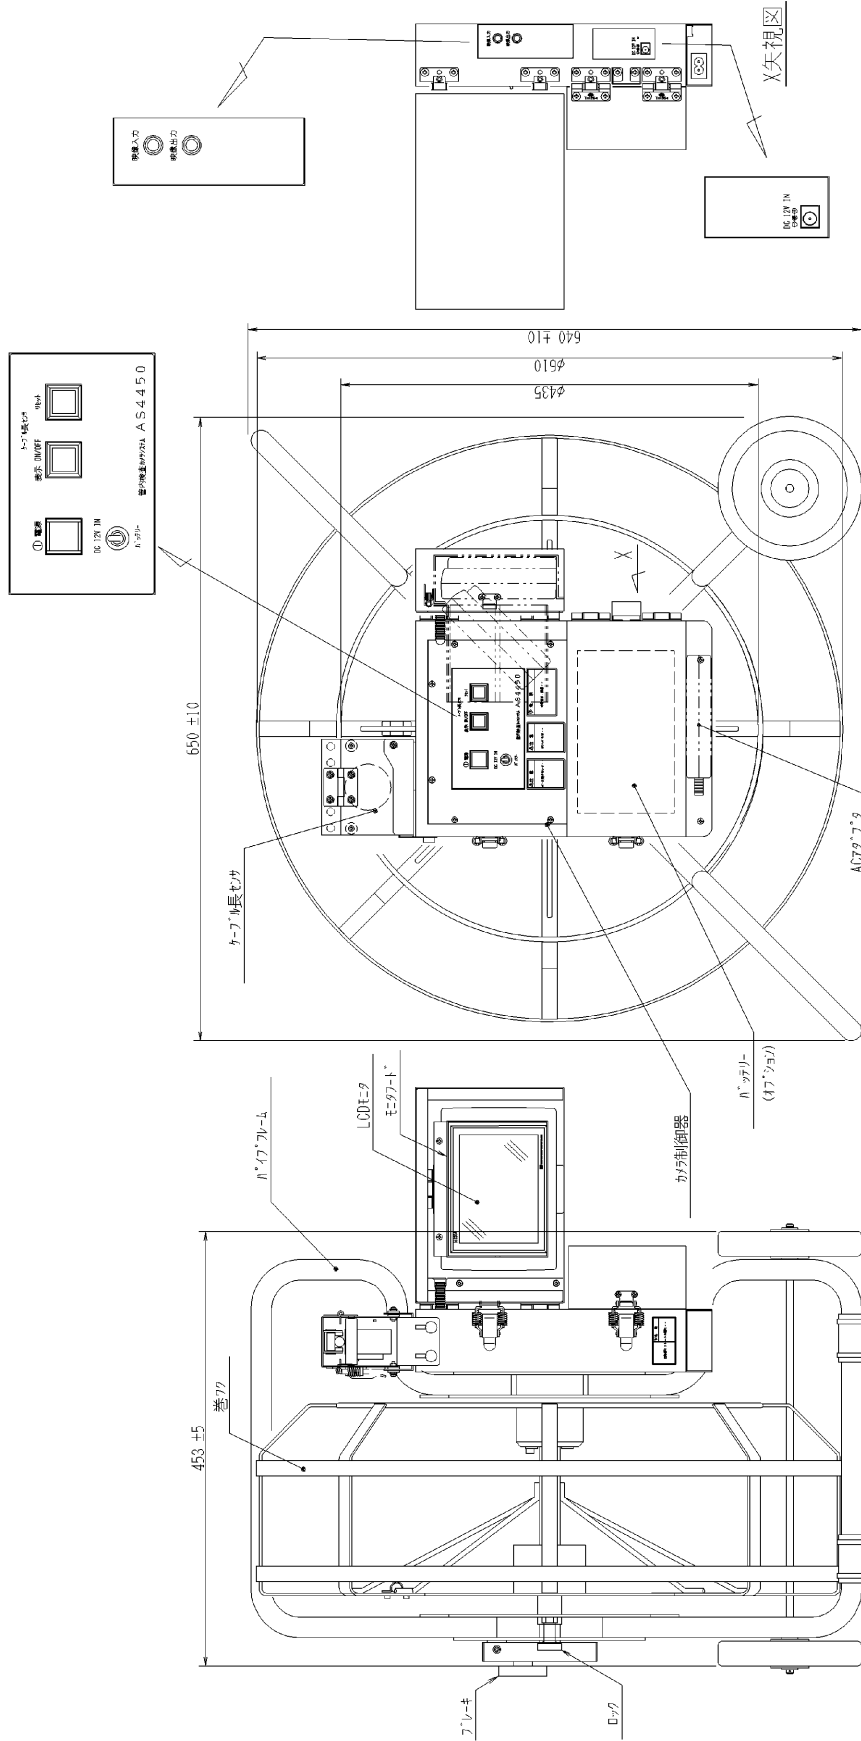 X矢視図
映像入力
映像出力
DC 12V IN
ケーブル長センサ
電源
表示 ON/OFF
リセット
DC 12V IN
バッテリー
管内検査カメラシステム AS4450
650 ±10
640 ±10
φ610
φ435
X
ケーブル長センサ
ACアダプタ
バッテリー
(オプション)
カメラ制御器
LCDモニタ
モニタフード
パイプフレーム
巻ワク
453 ±5
ブレーキ
ロック